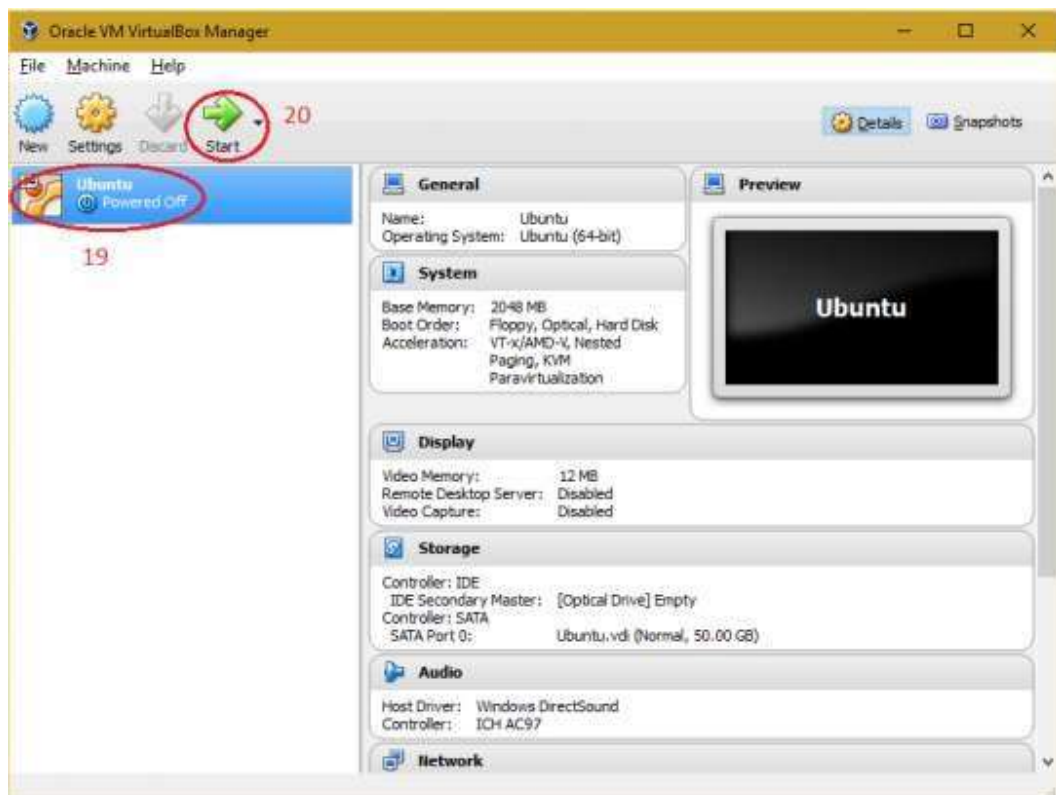 Oracle VM VirtualBox Manager
File Machine Help
New Settings Discard Start 20 Details Snapshots
Ubuntu
Powered Off
19
General
Name: Ubuntu
Operating System: Ubuntu (64-bit)
System
Base Memory: 2048 MB
Boot Order: Floppy, Optical, Hard Disk
Acceleration: VT-x/AMD-V, Nested
Paging, KVM
Paravirtualization
Preview
Ubuntu
Display
Video Memory: 12 MB
Remote Desktop Server: Disabled
Video Capture: Disabled
Storage
Controller: IDE
IDE Secondary Master: [Optical Drive] Empty
Controller: SATA
SATA Port 0: Ubuntu.vdi (Normal, 50.00 GB)
Audio
Host Driver: Windows DirectSound
Controller: ICH AC97
Network